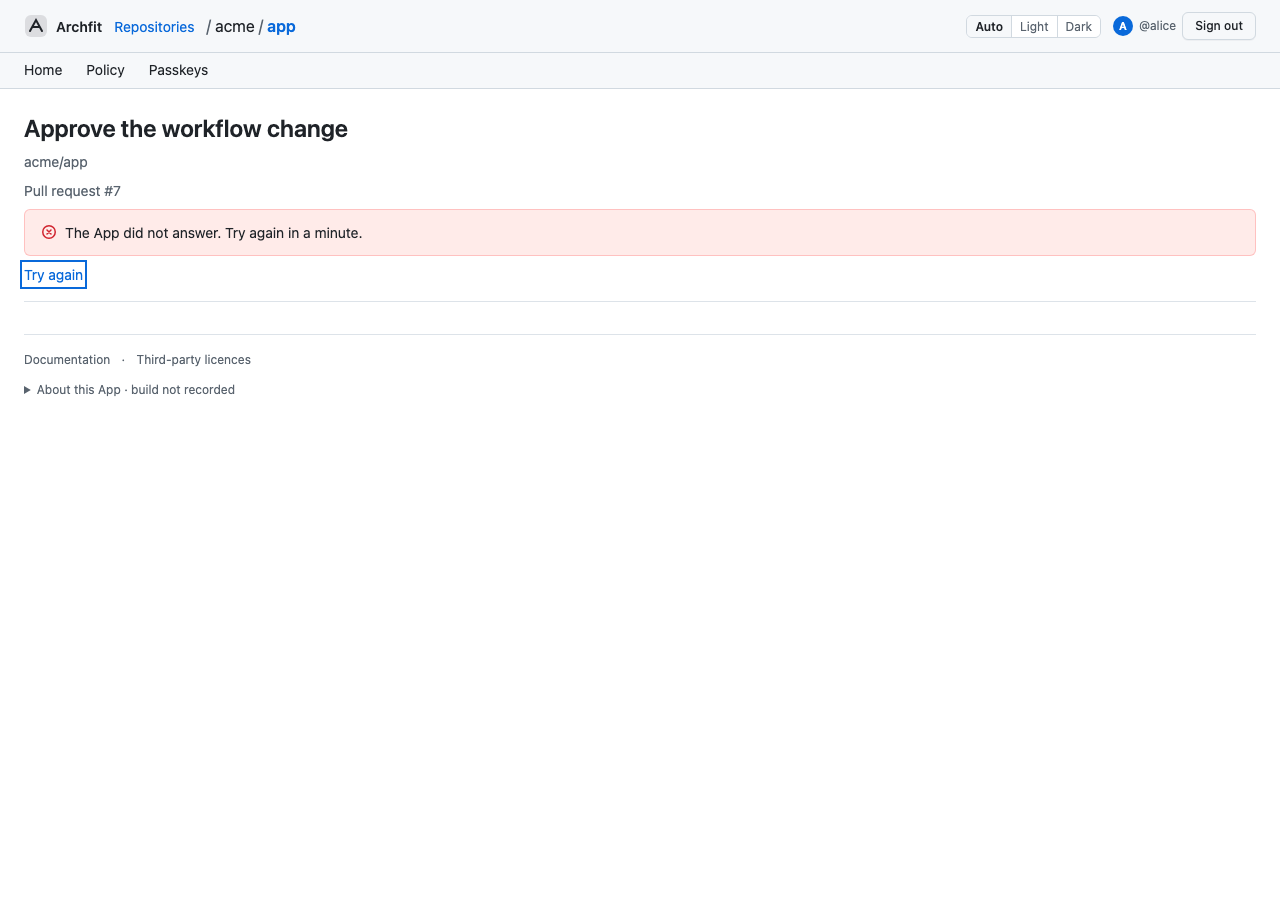 Archfit Repositories / acme / app Auto Light Dark A @alice Sign out
Home Policy Passkeys
Approve the workflow change
acme/app
Pull request #7
The App did not answer. Try again in a minute.
Try again
Documentation · Third-party licences
About this App · build not recorded